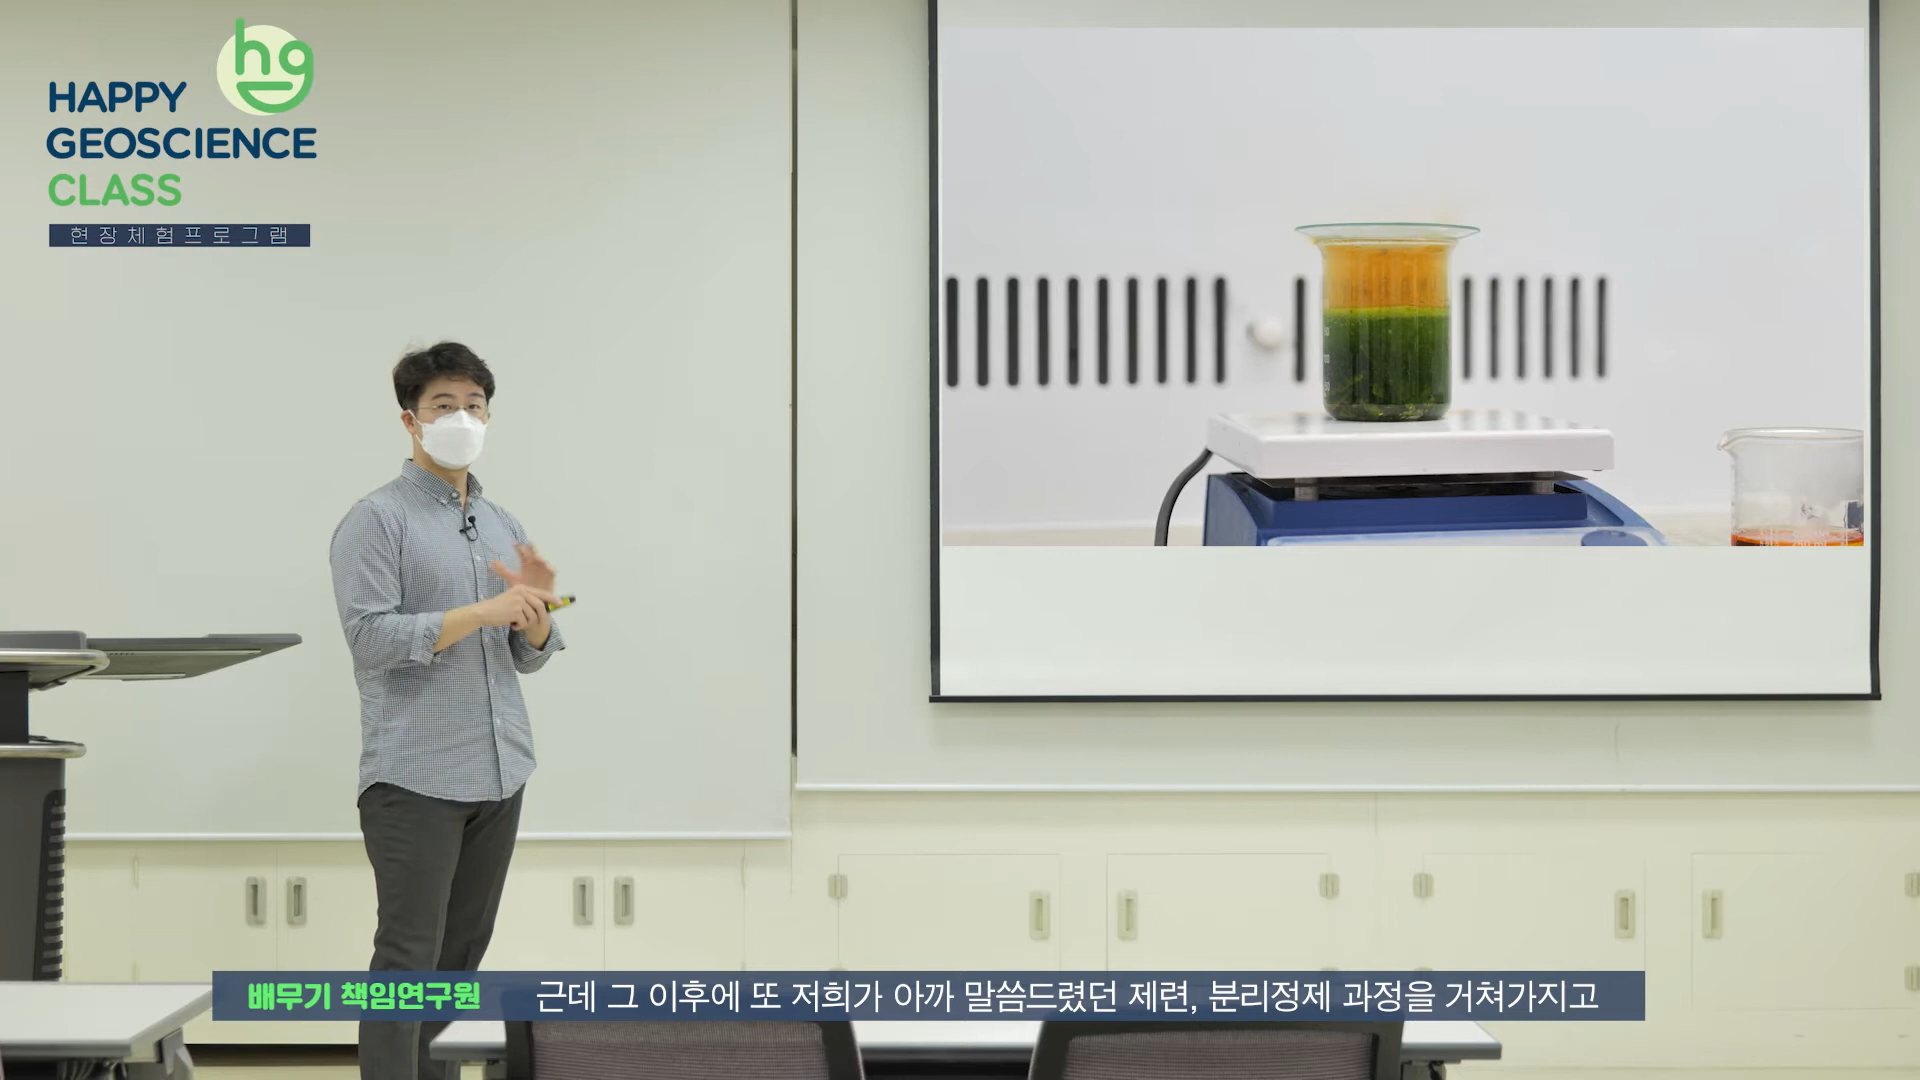 hg
HAPPY
GEOSCIENCE
CLASS
현장체험프로그램
배무기 책임연구원 근데 그 이후에 또 저희가 아까 말씀드렸던 제련, 분리정제 과정을 거쳐가지고